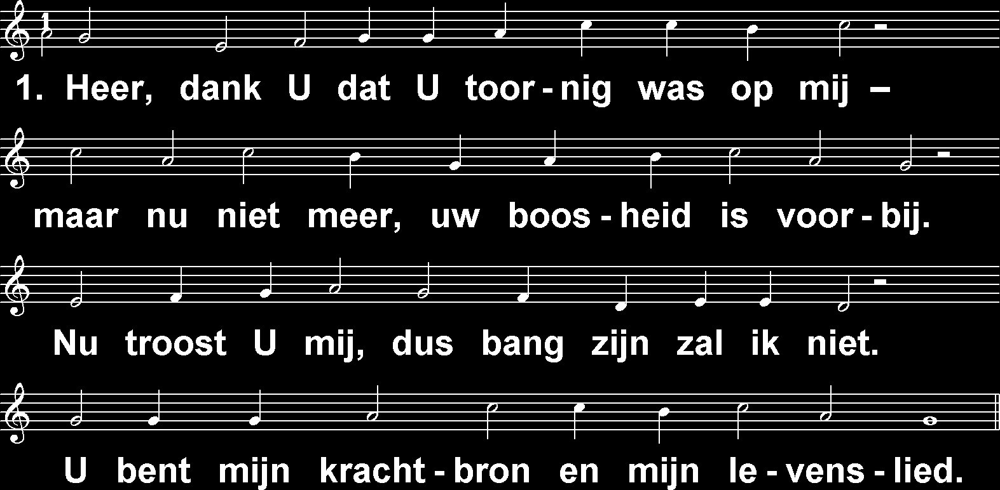 1. Heer, dank U dat U toor - nig was op mij –
maar nu niet meer, uw boos - heid is voor - bij.
Nu troost U mij, dus bang zijn zal ik niet.
U bent mijn kracht - bron en mijn le - vens - lied.